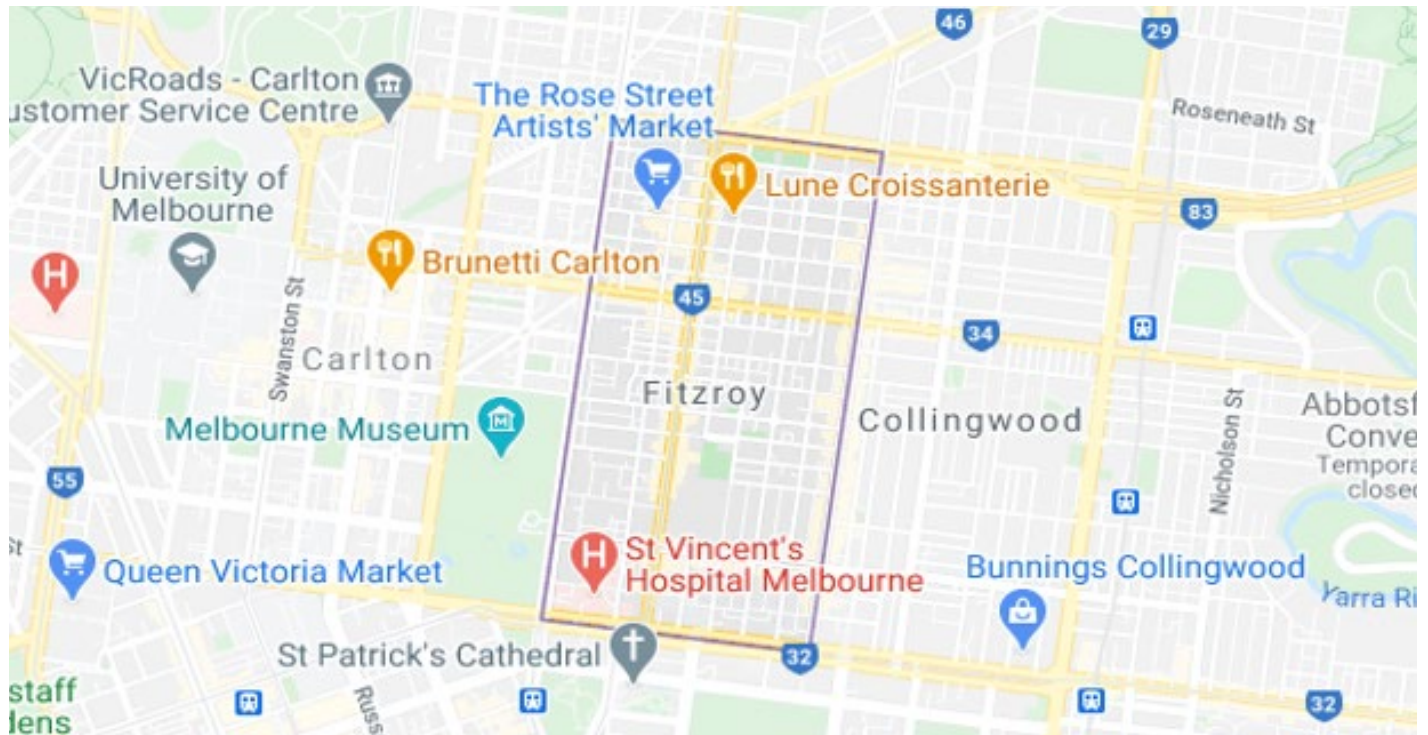 46
29
VicRoads - Carlton
ustomer Service Centre
The Rose Street
Artists' Market
Roseneath St
University of
Melbourne
Lune Croissanterie
83
H
Brunetti Carlton
45
34
Swanston St
Carlton
Fitzroy
Collingwood
Melbourne Museum
M
Nicholson St
Abbotsf
Conve
Tempora
closed
55
St
Queen Victoria Market
H
St Vincent's
Hospital Melbourne
Bunnings Collingwood
Yarra Ri
St Patrick's Cathedral
32
staff
dens
Russ
32